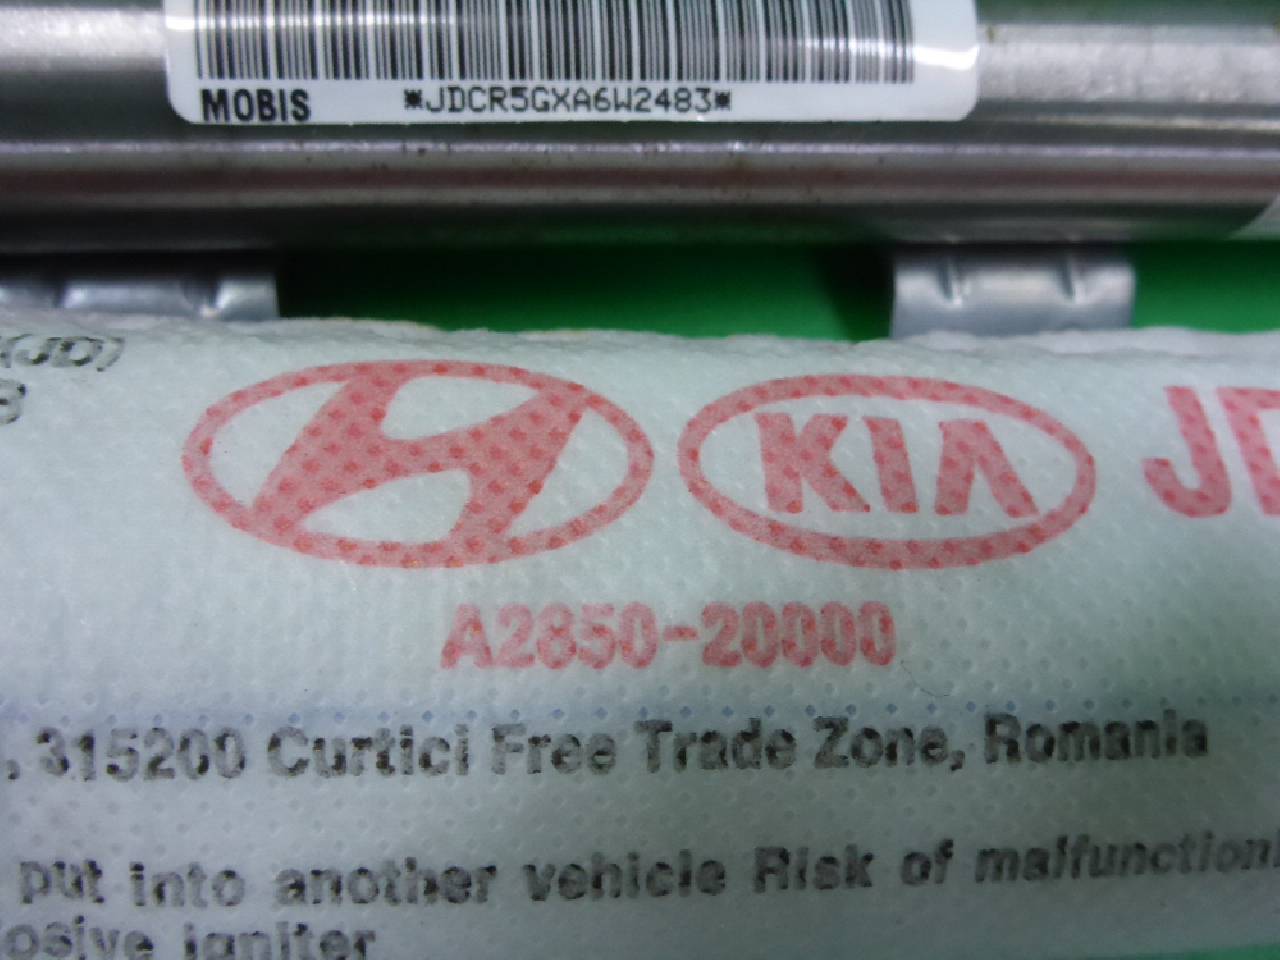 MOBIS *JDCR5GXA6W2483*
(JD)
KIA JD
A2850-20000
, 315200 Curtici Free Trade Zone, Romania
put into another vehicle Risk of malfunction
losive igniter